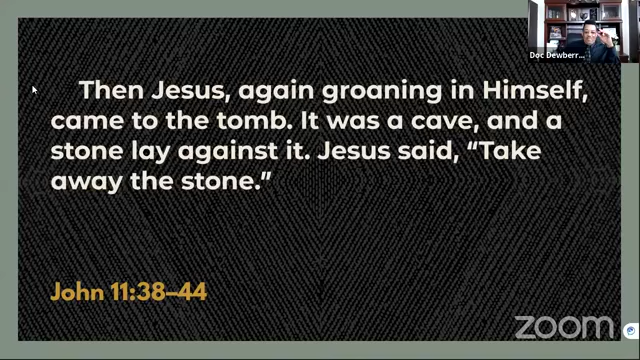 Doc Dewberr...
Then Jesus, again groaning in Himself,
came to the tomb. It was a cave, and a
stone lay against it. Jesus said, “Take
away the stone.”
John 11:38–44
zoom